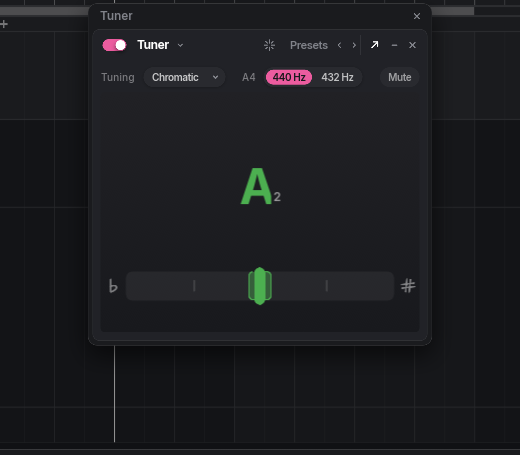 Tuner
Tuner Presets
Tuning Chromatic A4 440 Hz 432 Hz Mute
A2
♭ #